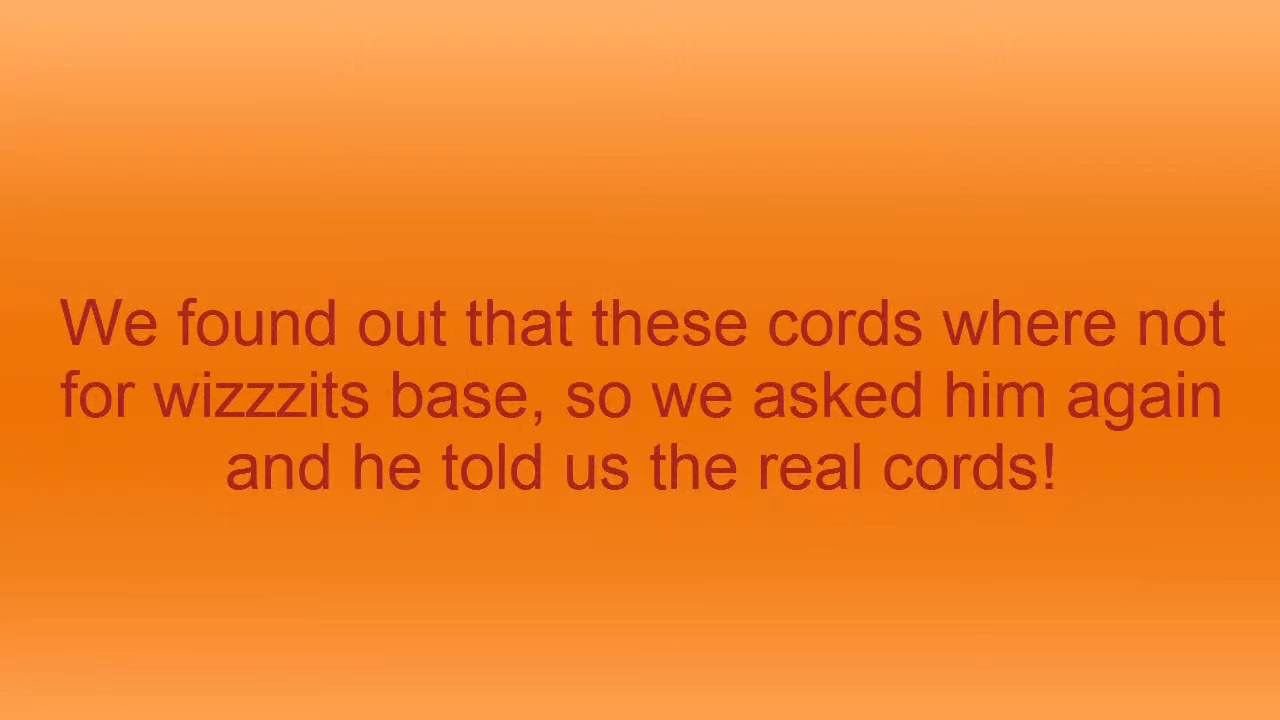 We found out that these cords where not
for wizzzits base, so we asked him again
and he told us the real cords!